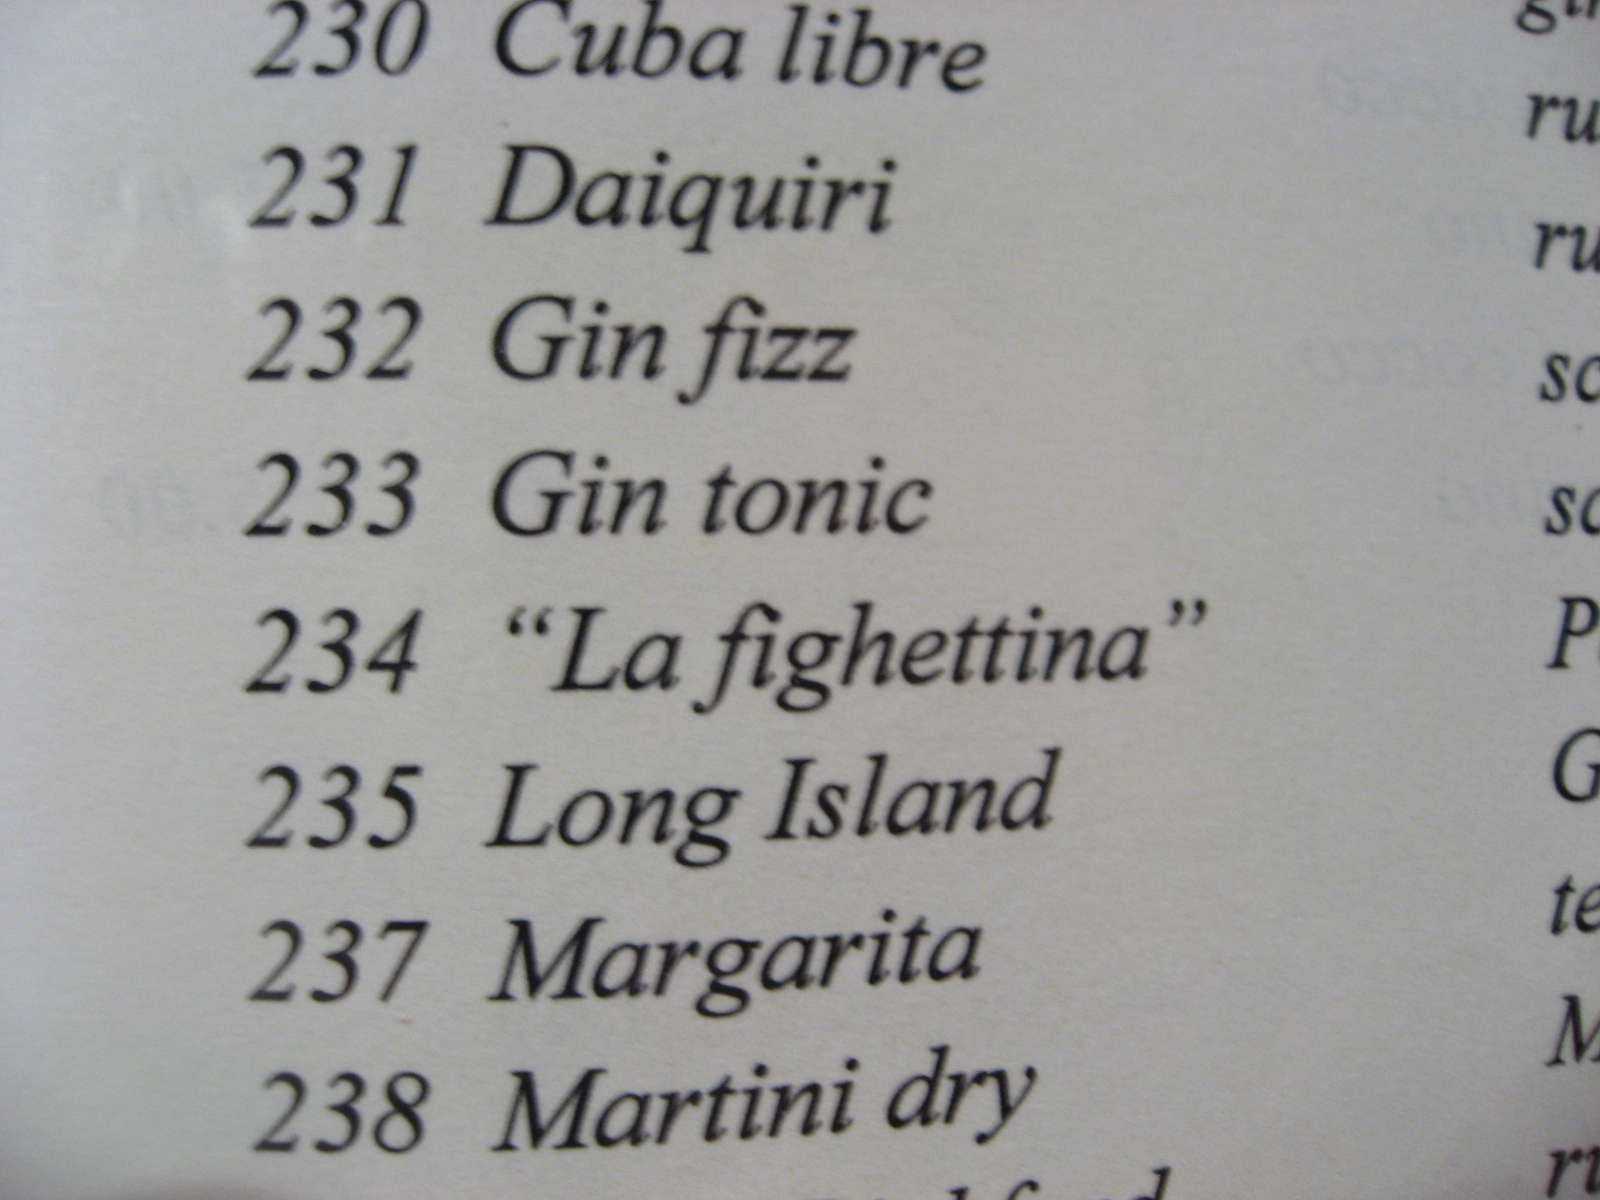 230 Cuba libre
231 Daiquiri
232 Gin fizz
233 Gin tonic
234 “La fighettina”
235 Long Island
237 Margarita
238 Martini dry